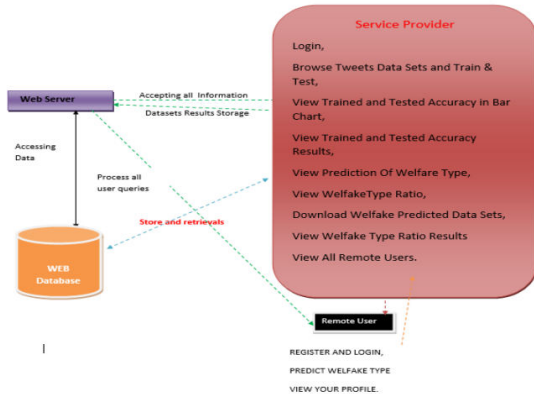 Service Provider
Login,
Browse Tweets Data Sets and Train &
Test,
View Trained and Tested Accuracy in Bar
Chart,
View Trained and Tested Accuracy
Results,
View Prediction Of Welfare Type,
View WelfakeType Ratio,
Download Welfake Predicted Data Sets,
View Welfake Type Ratio Results
View All Remote Users.
Web Server
Accepting all Information
Datasets Results Storage
Accessing
Data
Process all
user queries
Store and retrievals
WEB
Database
Remote User
REGISTER AND LOGIN,
PREDICT WELFAKE TYPE
VIEW YOUR PROFILE.